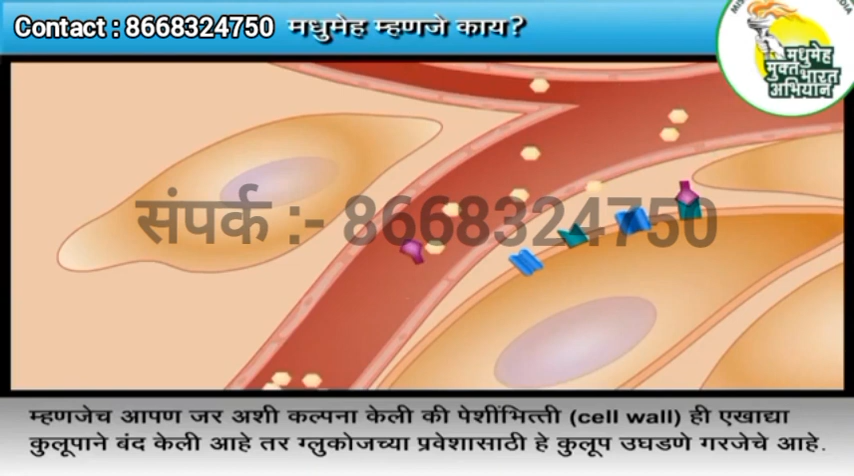 Contact : 8668324750 मधुमेह म्हणजे काय?
मधुमेह
मुक्त भारत
अभियान
संपर्क :- 8668324750
म्हणजेच आपण जर अशी कल्पना केली की पेशींभित्ती (cell wall) ही एखाद्या
कुलूपाने बंद केली आहे तर ग्लुकोजच्या प्रवेशासाठी हे कुलूप उघडणे गरजेचे आहे.